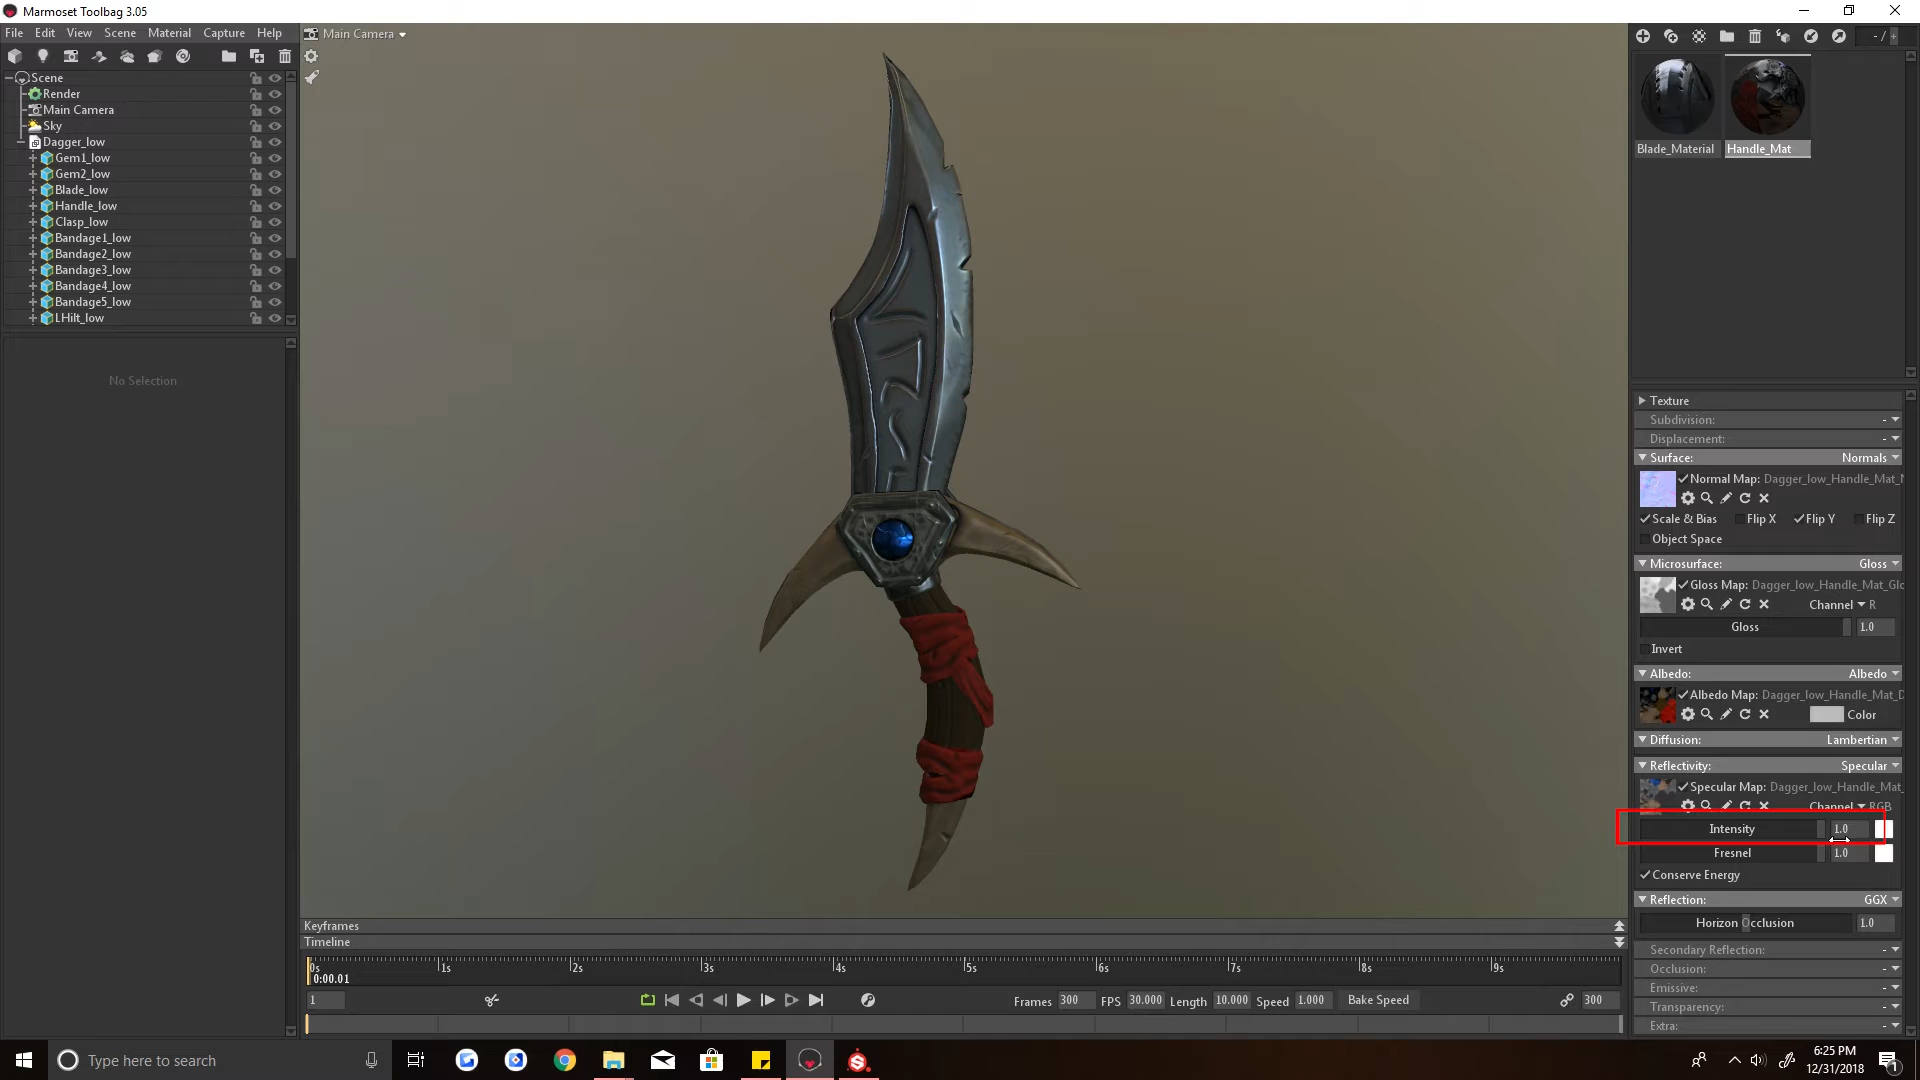 Marmoset Toolbag 3.05
File Edit View Scene Material Capture Help
Main Camera
- / +
Scene
Render
Main Camera
Sky
Dagger_low
Gem1_low
Gem2_low
Blade_low
Handle_low
Clasp_low
Bandage1_low
Bandage2_low
Bandage3_low
Bandage4_low
Bandage5_low
LHilt_low
No Selection
Blade_Material Handle_Mat
Texture
Subdivision: -
Displacement: -
Surface: Normals
Normal Map: Dagger_low_Handle_Mat_N
Scale & Bias Flip X Flip Y Flip Z
Object Space
Microsurface: Gloss
Gloss Map: Dagger_low_Handle_Mat_Glo
Channel R
Gloss 1.0
Invert
Albedo: Albedo
Albedo Map: Dagger_low_Handle_Mat_D
Color
Diffusion: Lambertian
Reflectivity: Specular
Specular Map: Dagger_low_Handle_Mat_
Channel RGB
Intensity 1.0
Fresnel 1.0
Conserve Energy
Reflection: GGX
Horizon Occlusion 1.0
Secondary Reflection: -
Occlusion: -
Emissive: -
Transparency: -
Extra: -
Keyframes
Timeline
0s 1s 2s 3s 4s 5s 6s 7s 8s 9s
0:00.01
1 Frames 300 FPS 30.000 Length 10.000 Speed 1.000 Bake Speed 300
Type here to search
6:25 PM
12/31/2018
1